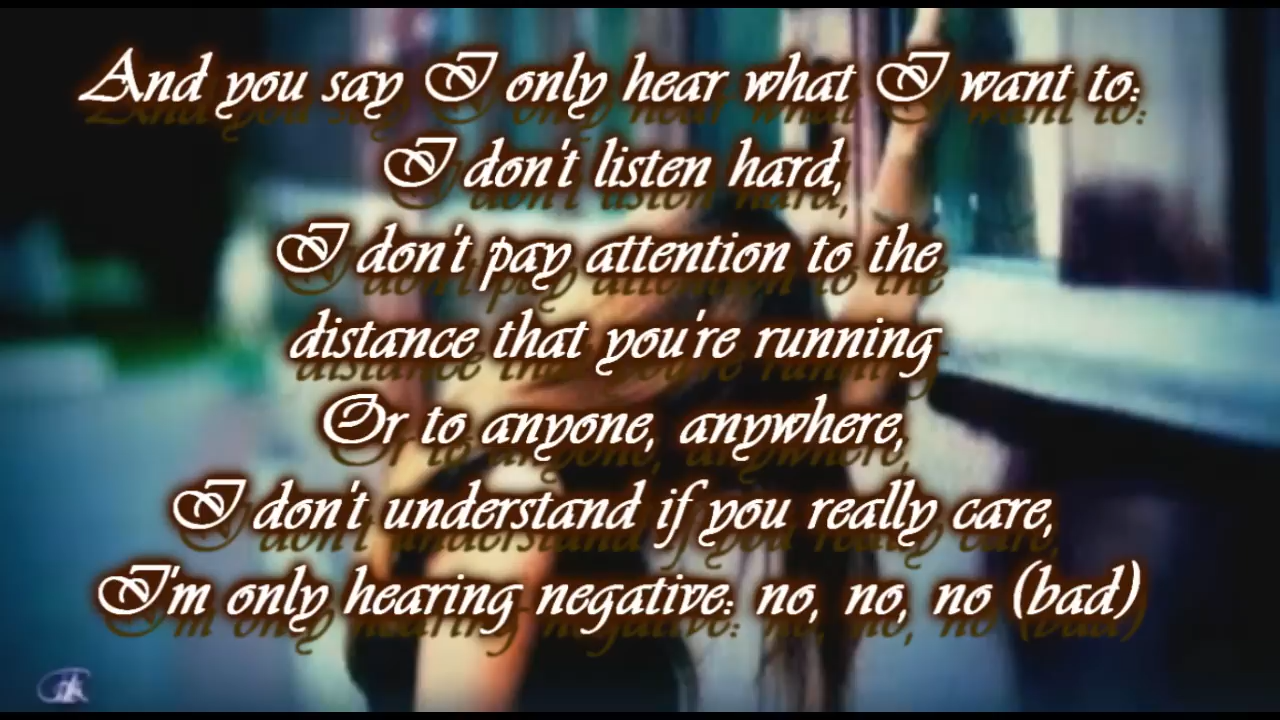 And you say I only hear what I want to:
I don't listen hard,
I don't pay attention to the
distance that you're running
Or to anyone, anywhere,
I don't understand if you really care,
I'm only hearing negative: no, no, no (bad)